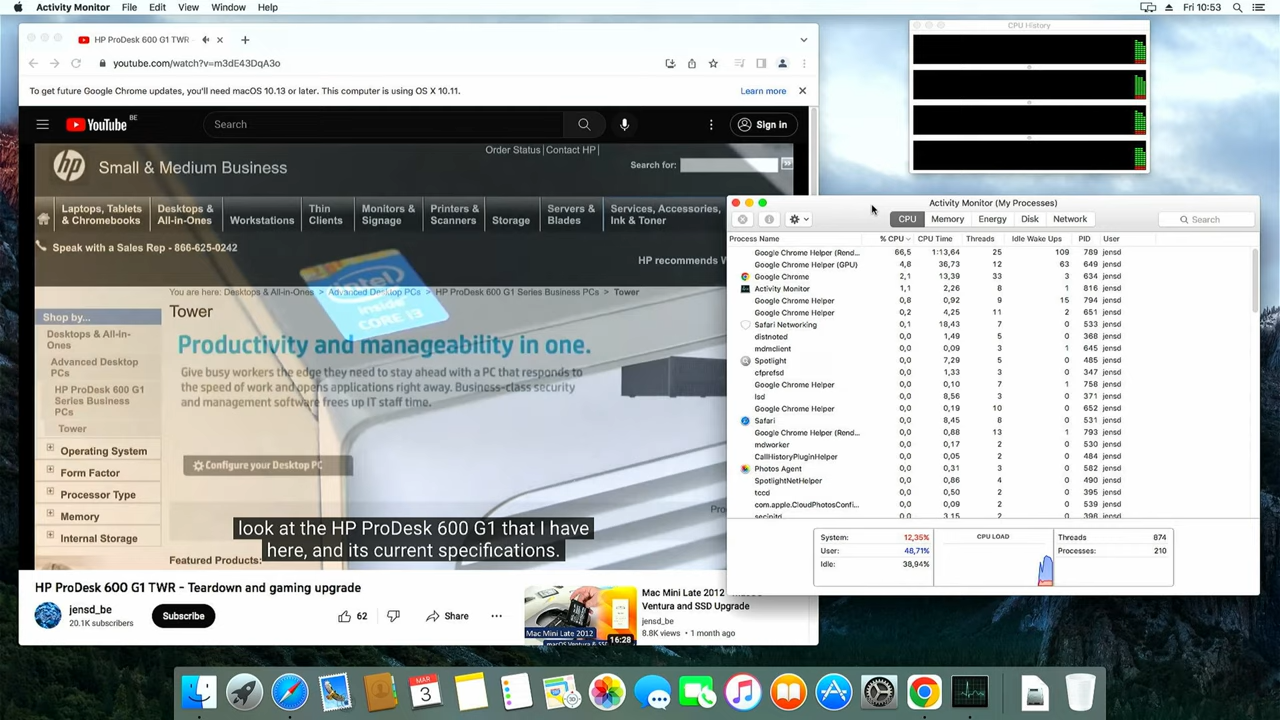 Activity Monitor File Edit View Window Help
Fri 10:53
HP ProDesk 600 G1 TWR
youtube.com/watch?v=m3dE43DqA3o
To get future Google Chrome updates, you'll need macOS 10.13 or later. This computer is using OS X 10.11.
Learn more
YouTube BE
Search
Sign in
hp Small & Medium Business
Order Status | Contact HP |
Search for:
Laptops, Tablets & Chromebooks
Desktops & All-in-Ones
Workstations
Thin Clients
Monitors & Signage
Printers & Scanners
Storage
Servers & Blades
Services, Accessories, Ink & Toner
Speak with a Sales Rep - 866-625-0242
HP recommends W
intel inside CORE i3
You are here: Desktops & All-in-Ones > Advanced Desktop PCs > HP ProDesk 600 G1 Series Business PCs > Tower
Shop by...
Desktops & All-in-Ones
Advanced Desktop PCs
HP ProDesk 600 G1 Series Business PCs
Tower
Operating System
Form Factor
Processor Type
Memory
Internal Storage
Tower
Productivity and manageability in one.
Give busy workers the edge they need to stay ahead with a PC that responds
to the speed of work and opens applications right away. Business-class security
and management software frees up IT staff time.
Configure your Desktop PC
look at the HP ProDesk 600 G1 that I have
here, and its current specifications.
Featured Products:
HP ProDesk 600 G1 TWR - Teardown and gaming upgrade
jensd_be
20.1K subscribers
Subscribe
62
Share
Mac Mini Late 2012
16:28
Mac Mini Late 2012
Ventura and SSD Upgrade
jensd_be
8.8K views • 1 month ago
CPU History
Activity Monitor (My Processes)
CPU Memory Energy Disk Network
Search
Process Name % CPU CPU Time Threads Idle Wake Ups PID User
Google Chrome Helper (Rend... 66,5 1:13,64 25 109 789 jensd
Google Chrome Helper (GPU) 4,8 36,73 12 63 649 jensd
Google Chrome 2,1 13,39 33 3 634 jensd
Activity Monitor 1,1 2,26 8 1 816 jensd
Google Chrome Helper 0,8 0,92 9 15 794 jensd
Google Chrome Helper 0,2 4,25 11 2 651 jensd
Safari Networking 0,1 18,43 7 0 533 jensd
distnoted 0,0 1,49 5 0 368 jensd
mdmclient 0,0 0,09 3 1 645 jensd
Spotlight 0,0 7,29 5 0 485 jensd
cfprefsd 0,0 1,33 3 0 347 jensd
Google Chrome Helper 0,0 0,10 7 1 758 jensd
lsd 0,0 8,56 3 0 371 jensd
Google Chrome Helper 0,0 0,19 10 0 652 jensd
Safari 0,0 8,45 8 0 531 jensd
Google Chrome Helper (Rend... 0,0 0,88 13 1 793 jensd
mdworker 0,0 0,17 2 0 530 jensd
CallHistoryPluginHelper 0,0 0,05 2 0 484 jensd
Photos Agent 0,0 0,31 3 0 582 jensd
SpotlightNetHelper 0,0 0,86 4 0 490 jensd
tccd 0,0 0,50 2 0 395 jensd
com.apple.CloudPhotosConfi... 0,0 0,09 2 0 539 jensd
secinitd 0,0 3,15 2 0 398 jensd
System: 12,35%
User: 48,71%
Idle: 38,94%
CPU LOAD
Threads 874
Processes: 210
MAR
3